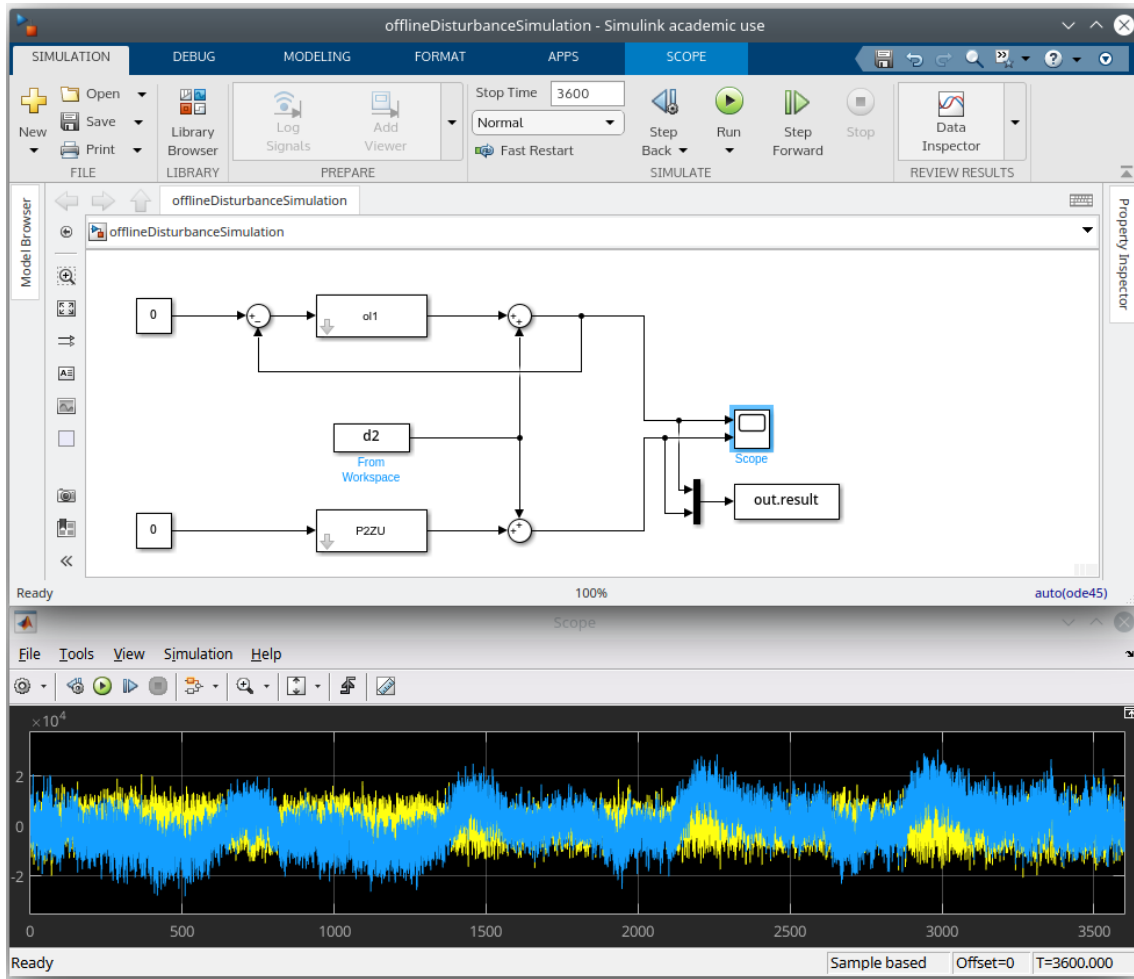 offlineDisturbanceSimulation - Simulink academic use
SIMULATION DEBUG MODELING FORMAT APPS SCOPE
New
Open
Save
Print
FILE
Library Browser
LIBRARY
Log Signals
Add Viewer
PREPARE
Stop Time 3600
Normal
Fast Restart
Step Back
Run
Step Forward
Stop
SIMULATE
Data Inspector
REVIEW RESULTS
Model Browser
offlineDisturbanceSimulation
offlineDisturbanceSimulation
Property Inspector
0
ol1
d2
From
Workspace
Scope
out.result
0
P2ZU
Ready 100% auto(ode45)
Scope
File Tools View Simulation Help
×10⁴
2
0
-2
0 500 1000 1500 2000 2500 3000 3500
Ready Sample based Offset=0 T=3600.000